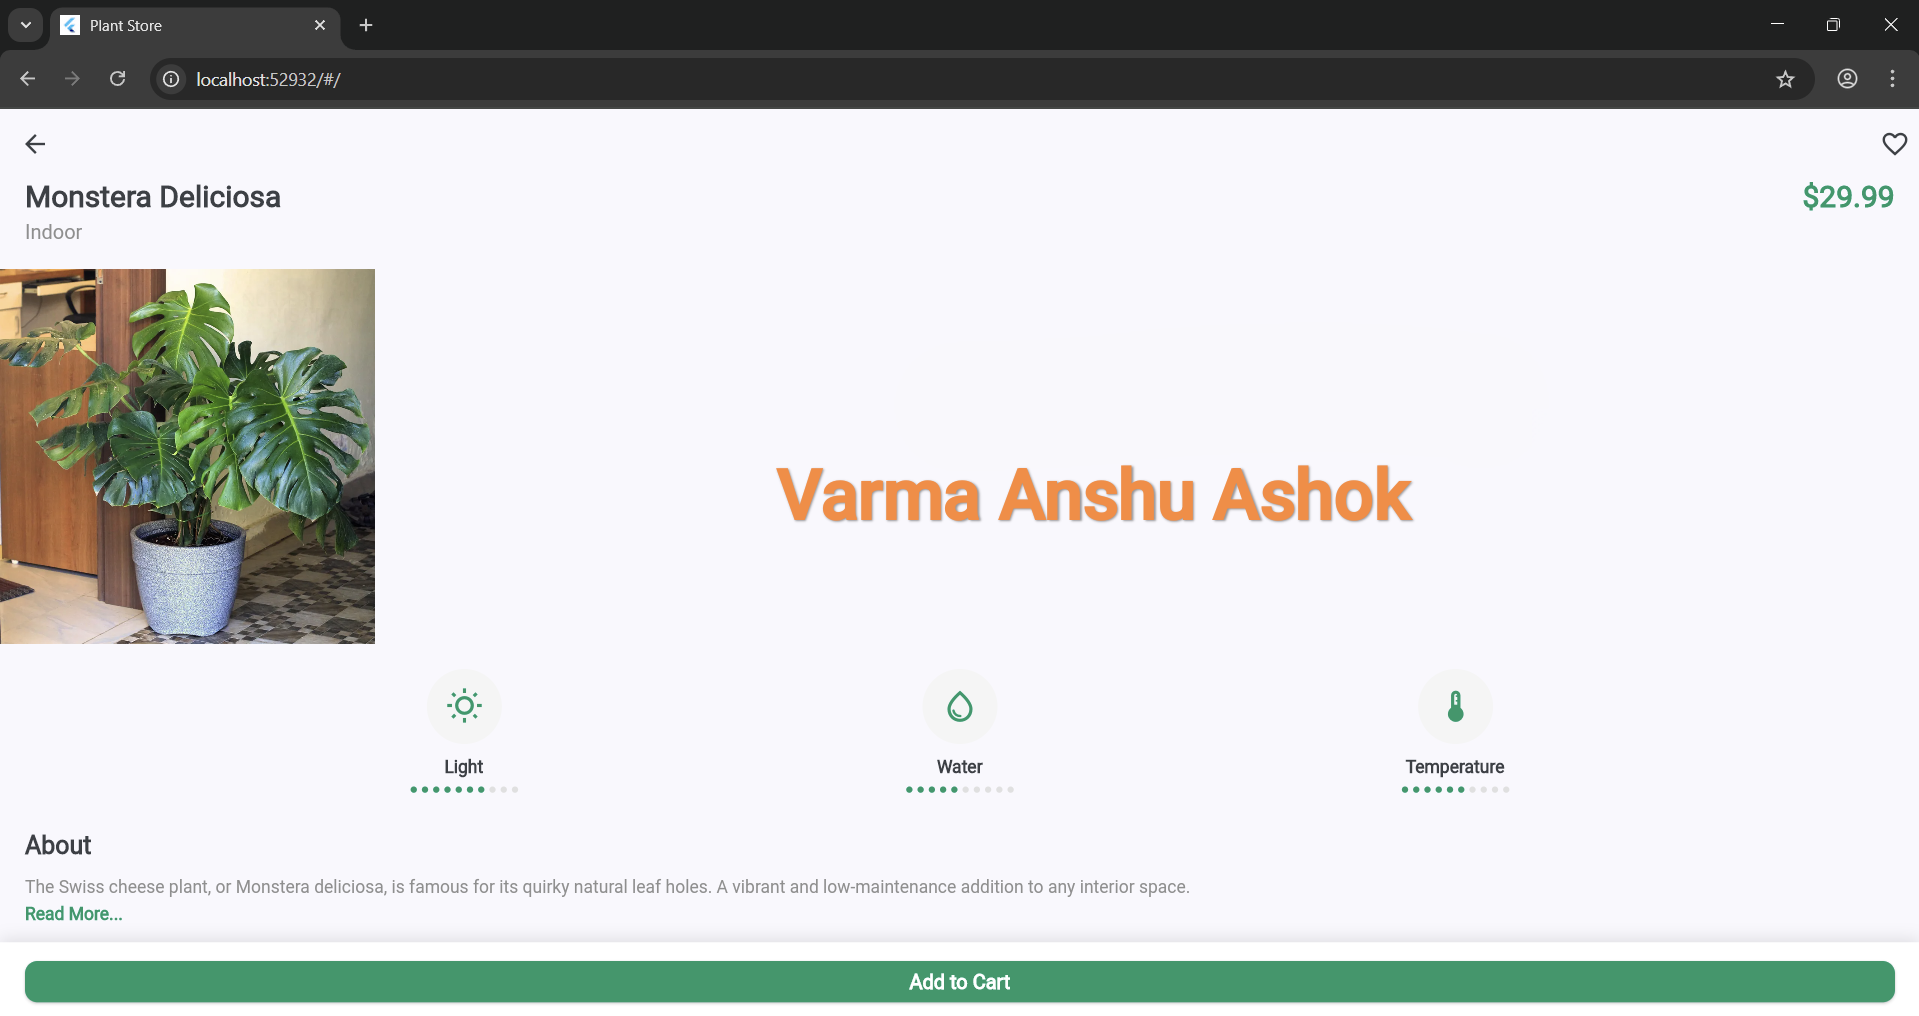 Plant Store
localhost:52932/#/
Monstera Deliciosa
$29.99
Indoor
Varma Anshu Ashok
Light
Water
Temperature
About
The Swiss cheese plant, or Monstera deliciosa, is famous for its quirky natural leaf holes. A vibrant and low-maintenance addition to any interior space.
Read More...
Add to Cart